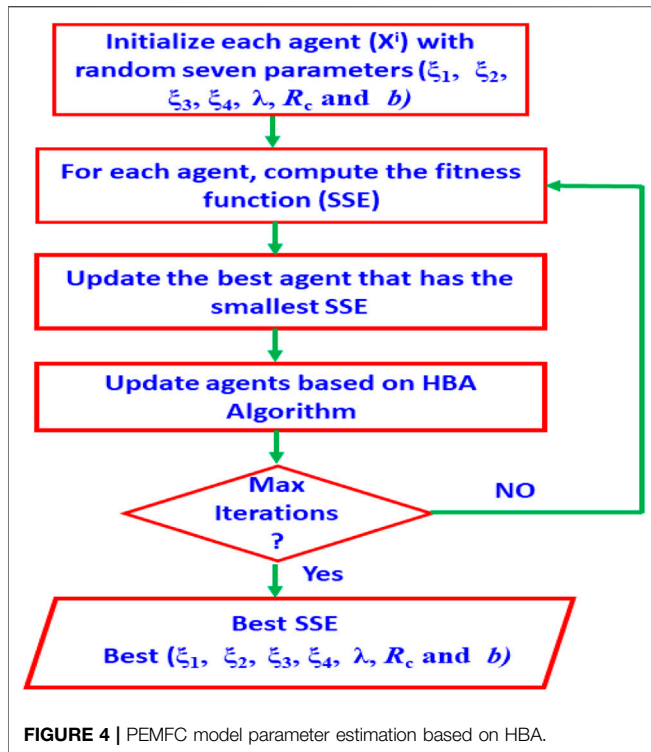 Initialize each agent (Xⁱ) with
random seven parameters (ξ₁, ξ₂,
ξ₃, ξ₄, λ, R_c and b)
For each agent, compute the fitness
function (SSE)
Update the best agent that has the
smallest SSE
Update agents based on HBA
Algorithm
Max
Iterations
?
NO
Yes
Best SSE
Best (ξ₁, ξ₂, ξ₃, ξ₄, λ, R_c and b)
FIGURE 4 | PEMFC model parameter estimation based on HBA.